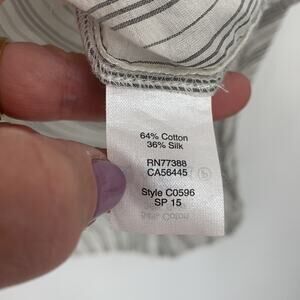 64% Cotton
36% Silk
RN77388
CA56445
Style C0596
SP 15